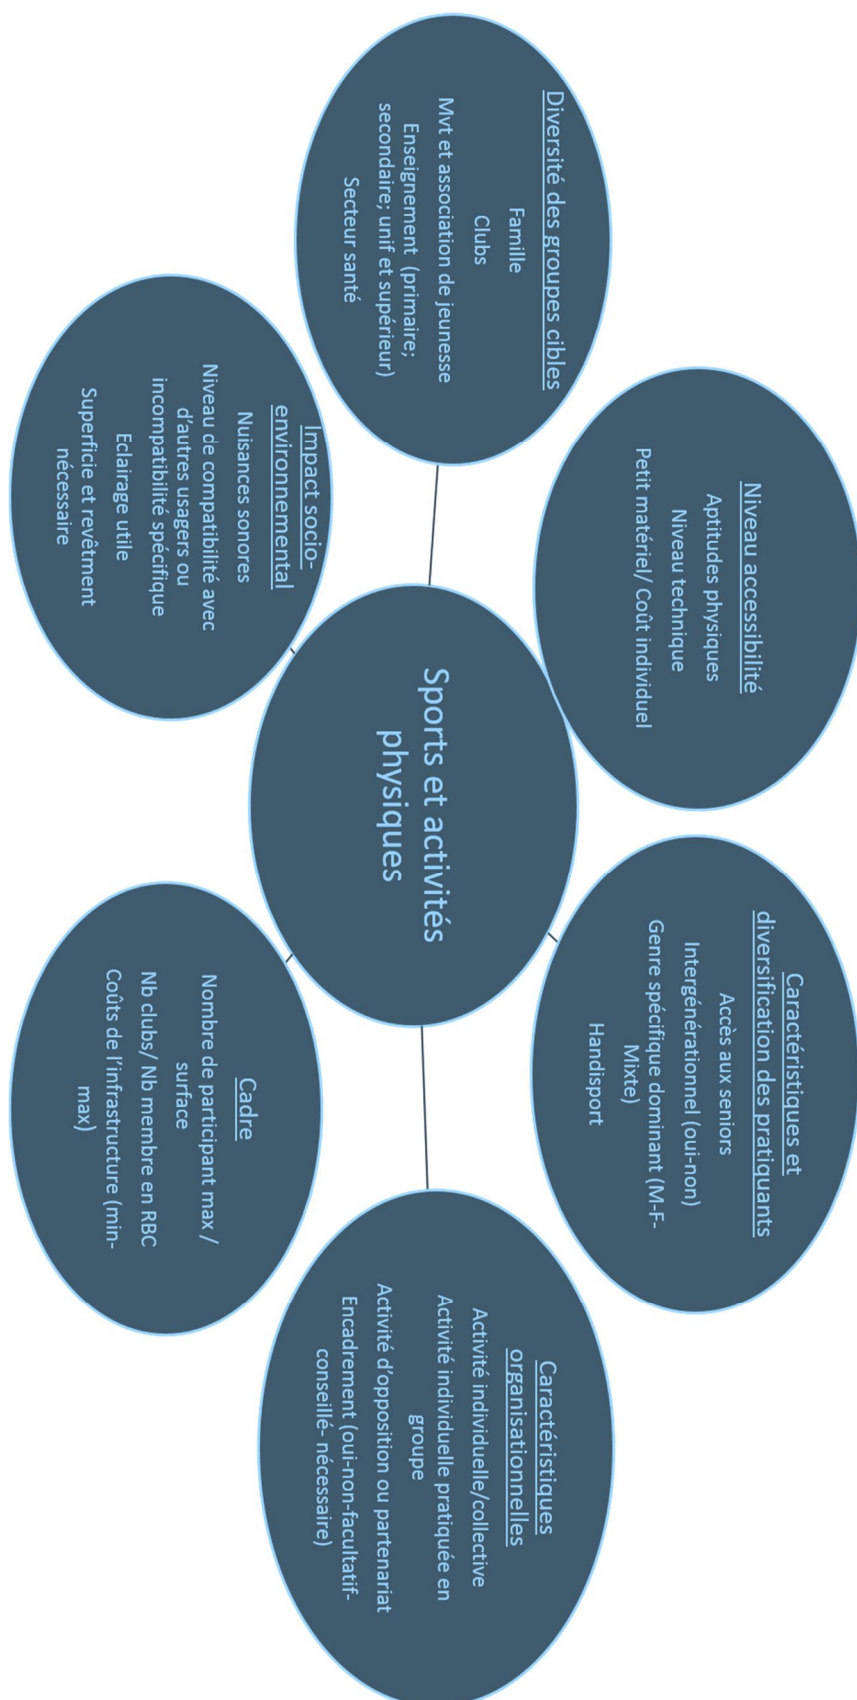 Diversité des groupes cibles
Famille
Clubs
Mvt et association de jeunesse
Enseignement (primaire;
secondaire; unif et supérieur)
Secteur santé
Niveau accessibilité
Aptitudes physiques
Niveau technique
Petit matériel/ Coût individuel
Caractéristiques et
diversification des pratiquants
Accès aux seniors
Intergénérationnel (oui-non)
Genre spécifique dominant (M-F-
Mixte)
Handisport
Caractéristiques
organisationnelles
Activité individuelle/collective
Activité individuelle pratiquée en
groupe
Activité d'opposition ou partenariat
Encadrement (oui-non-facultatif-
conseillé- nécessaire)
Sports et activités
physiques
Impact socio-
environnemental
Nuisances sonores
Niveau de compatibilité avec
d'autres usagers ou
incompatibilité spécifique
Eclairage utile
Superficie et revêtment
nécessaire
Cadre
Nombre de participant max /
surface
Nb clubs/ Nb membre en RBC
Coûts de l'infrastructure (min-
max)